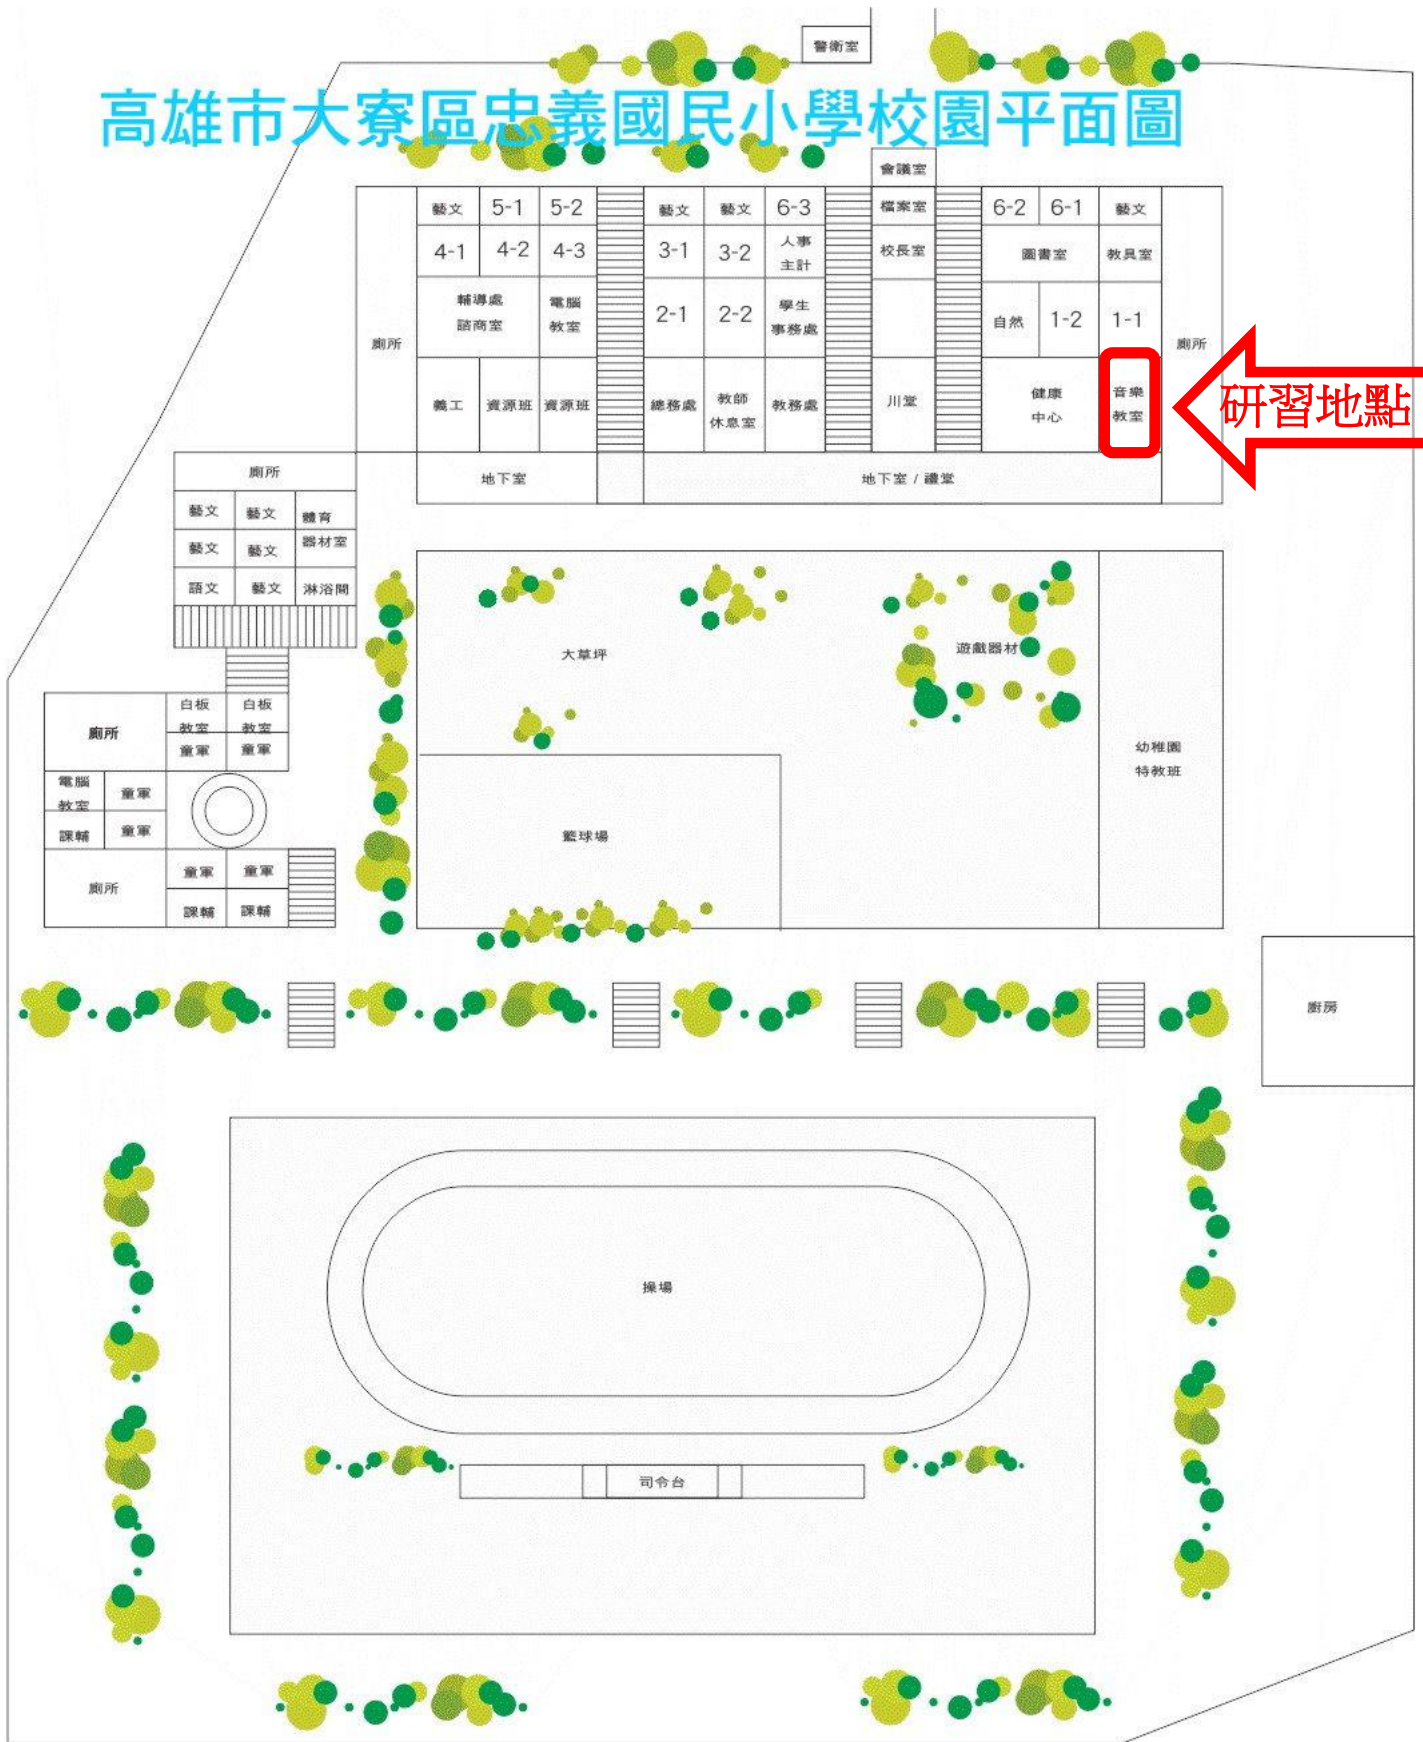 警衛室
高雄市大寮區忠義國民小學校園平面圖
會議室
藝文 5-1 5-2 藝文 藝文 6-3 檔案室 6-2 6-1 藝文
4-1 4-2 4-3 3-1 3-2 人事
主計
校長室 圖書室 教具室
輔導處
諮商室
電腦
教室
2-1 2-2 學生
事務處
自然 1-2 1-1
廁所
廁所
義工 資源班 資源班 總務處 教師
休息室
教務處 川堂 健康
中心
音樂
教室
研習地點
地下室 地下室 / 禮堂
廁所
藝文 藝文 體育
器材室
藝文 藝文
語文 藝文 淋浴間
大草坪
遊戲器材
白板
教室
白板
教室
廁所
童軍 童軍
幼稚園
特教班
電腦
教室
童軍
課輔 童軍
籃球場
廁所
童軍 童軍
課輔 課輔
廚房
操場
司令台